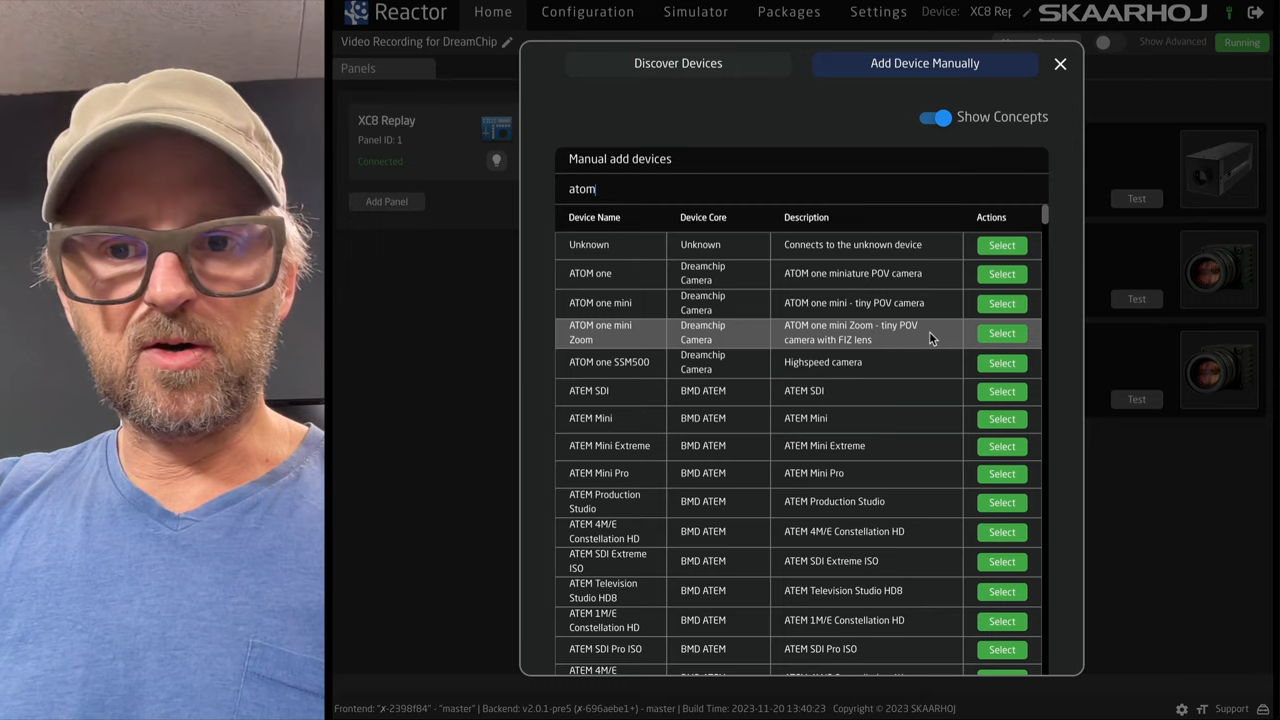 Reactor
Home
Configuration
Simulator
Packages
Settings
Device: XC8 Rep
SKAARHOJ
Video Recording for DreamChip
Show Advanced
Running
Panels
XC8 Replay
Panel ID: 1
Connected
Add Panel
Test
Test
Test
Discover Devices
Add Device Manually
Show Concepts
Manual add devices
atom
Device Name Device Core Description Actions
Unknown Unknown Connects to the unknown device Select
ATOM one Dreamchip Camera ATOM one miniature POV camera Select
ATOM one mini Dreamchip Camera ATOM one mini - tiny POV camera Select
ATOM one mini Zoom Dreamchip Camera ATOM one mini Zoom - tiny POV camera with FIZ lens Select
ATOM one SSM500 Dreamchip Camera Highspeed camera Select
ATEM SDI BMD ATEM ATEM SDI Select
ATEM Mini BMD ATEM ATEM Mini Select
ATEM Mini Extreme BMD ATEM ATEM Mini Extreme Select
ATEM Mini Pro BMD ATEM ATEM Mini Pro Select
ATEM Production Studio BMD ATEM ATEM Production Studio Select
ATEM 4M/E Constellation HD BMD ATEM ATEM 4M/E Constellation HD Select
ATEM SDI Extreme ISO BMD ATEM ATEM SDI Extreme ISO Select
ATEM Television Studio HD8 BMD ATEM ATEM Television Studio HD8 Select
ATEM 1M/E Constellation HD BMD ATEM ATEM 1M/E Constellation HD Select
ATEM SDI Pro ISO BMD ATEM ATEM SDI Pro ISO Select
ATEM 4M/E
Frontend: "✗-2398f84" - "master" | Backend: v2.0.1-pre5 (✗-696aebe1+) - master | Build Time: 2023-11-20 13:40:23 Copyright © 2023 SKAARHOJ
Support